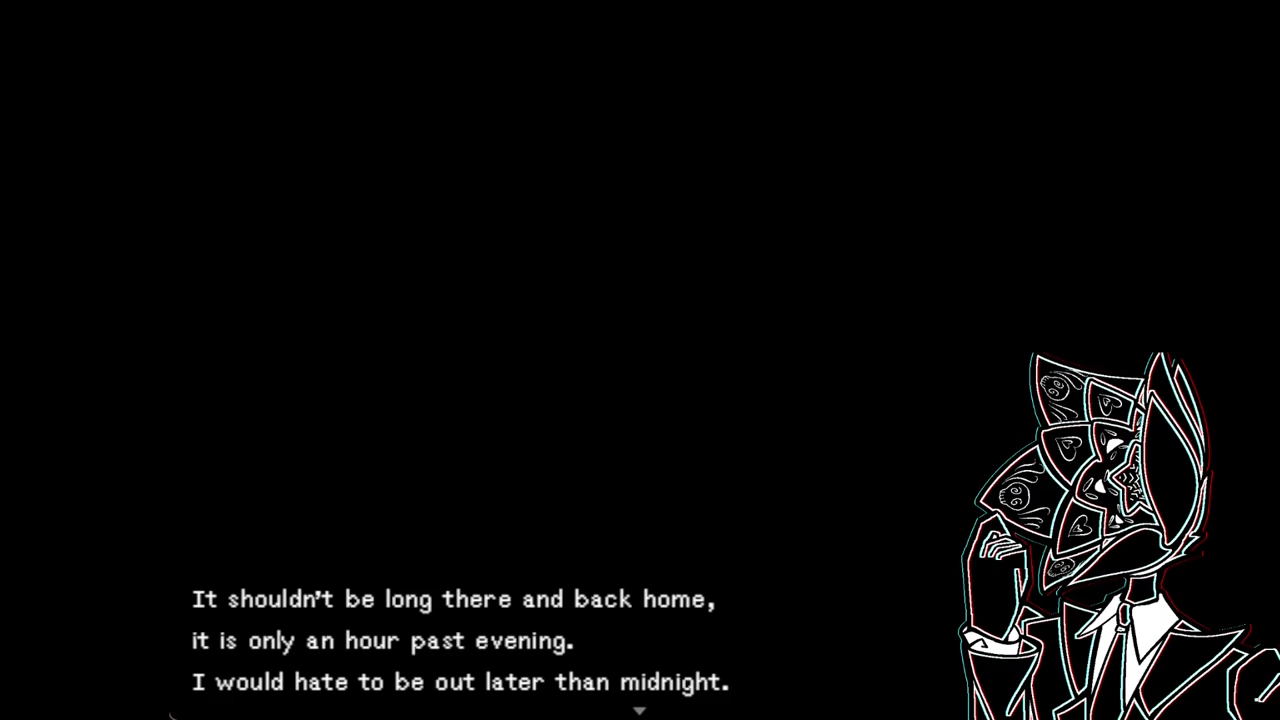 It shouldn't be long there and back home,
it is only an hour past evening.
I would hate to be out later than midnight.